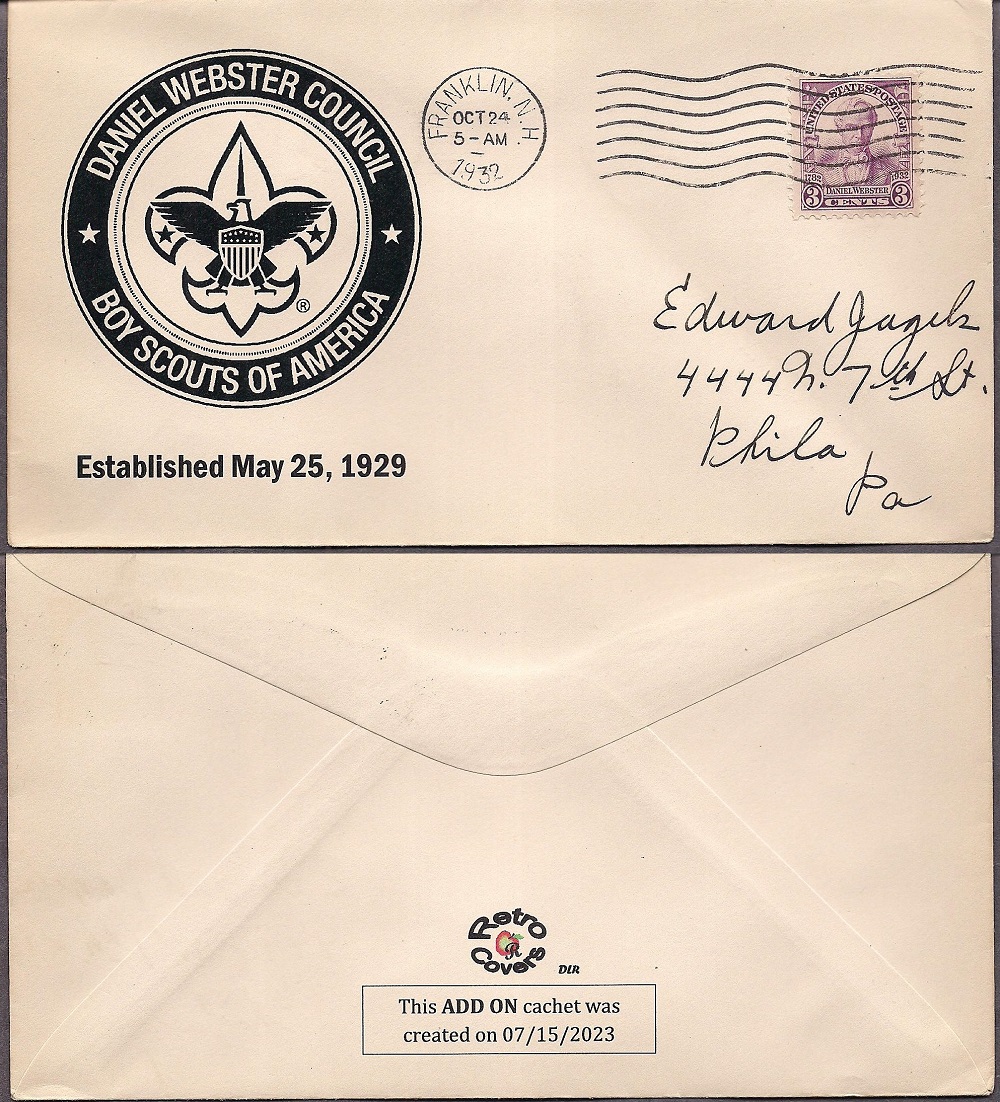 DANIEL WEBSTER COUNCIL
BOY SCOUTS OF AMERICA
®
Established May 25, 1929
FRANKLIN, N.H.
OCT 24
5-AM
1932
UNITED STATES POSTAGE
1782 1932
3 DANIEL WEBSTER 3
CENTS
Edward Jagels
4444 N. 7th St.
Phila
Pa
Retro
R
Covers
DLR
This ADD ON cachet was
created on 07/15/2023